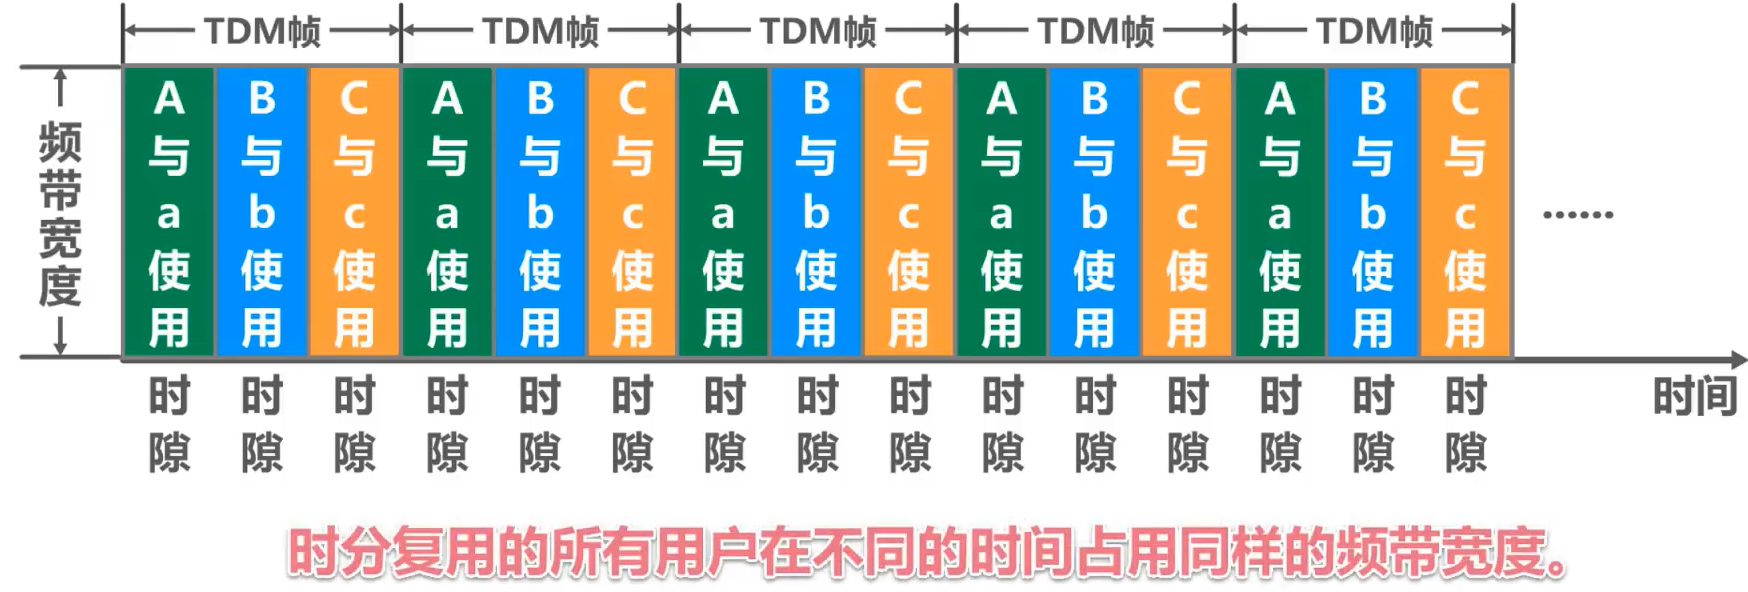 TDM帧 TDM帧 TDM帧 TDM帧 TDM帧
频带宽度
A与a使用
B与b使用
C与c使用
A与a使用
B与b使用
C与c使用
A与a使用
B与b使用
C与c使用
A与a使用
B与b使用
C与c使用
A与a使用
B与b使用
C与c使用
……
时隙 时隙 时隙 时隙 时隙 时隙 时隙 时隙 时隙 时隙 时隙 时隙 时隙 时隙 时隙
时间
时分复用的所有用户在不同的时间占用同样的频带宽度。